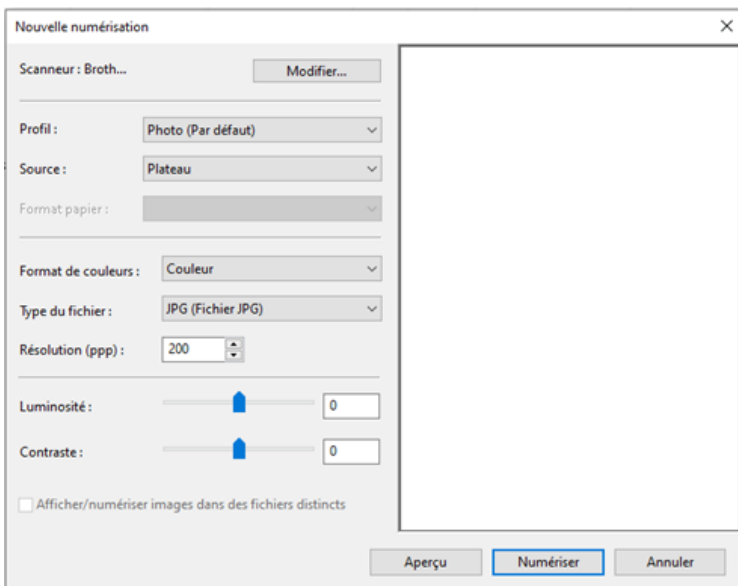 Nouvelle numérisation
Scanneur : Broth...
Modifier...
Profil :
Photo (Par défaut)
Source :
Plateau
Format papier :
Format de couleurs :
Couleur
Type du fichier :
JPG (Fichier JPG)
Résolution (ppp) :
200
Luminosité :
0
Contraste :
0
Afficher/numériser images dans des fichiers distincts
Aperçu
Numériser
Annuler